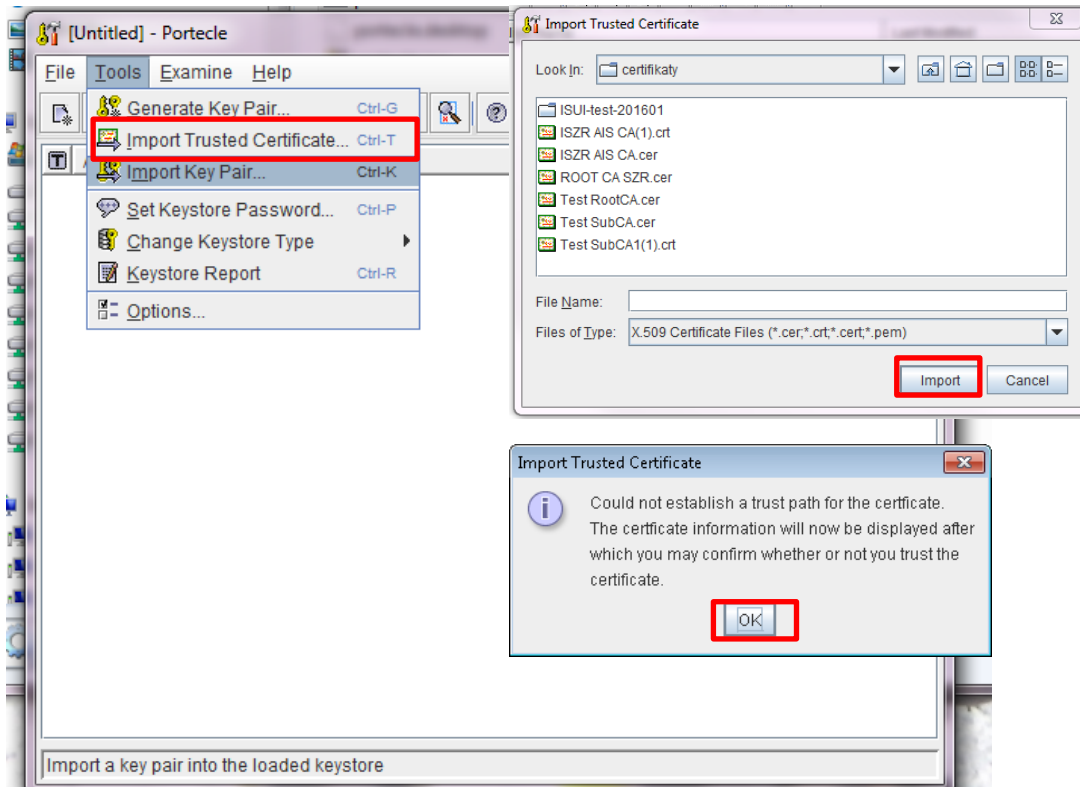 [Untitled] - Portecle
File Tools Examine Help
Generate Key Pair... Ctrl-G
Import Trusted Certificate... Ctrl-T
Import Key Pair... Ctrl-K
Set Keystore Password... Ctrl-P
Change Keystore Type
Keystore Report Ctrl-R
Options...
T
Import a key pair into the loaded keystore
Import Trusted Certificate
Look In: certifikaty
ISUI-test-201601
ISZR AIS CA(1).crt
ISZR AIS CA.cer
ROOT CA SZR.cer
Test RootCA.cer
Test SubCA.cer
Test SubCA1(1).crt
File Name:
Files of Type: X.509 Certificate Files (*.cer;*.crt;*.cert;*.pem)
Import Cancel
Import Trusted Certificate
Could not establish a trust path for the certficate.
The certficate information will now be displayed after
which you may confirm whether or not you trust the
certificate.
OK